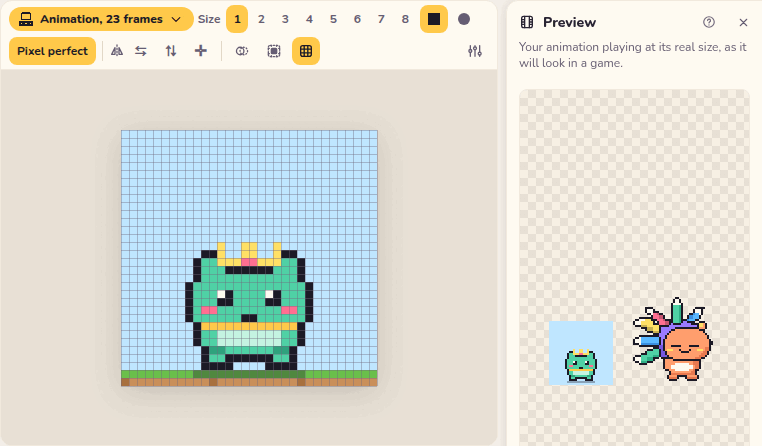 Animation, 23 frames
Size 1 2 3 4 5 6 7 8
Pixel perfect
Preview
Your animation playing at its real size, as it
will look in a game.